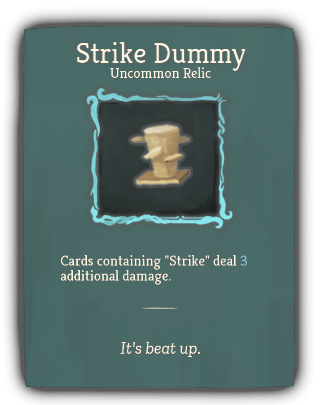 Strike Dummy
Uncommon Relic
Cards containing "Strike" deal 3
additional damage.
It's beat up.